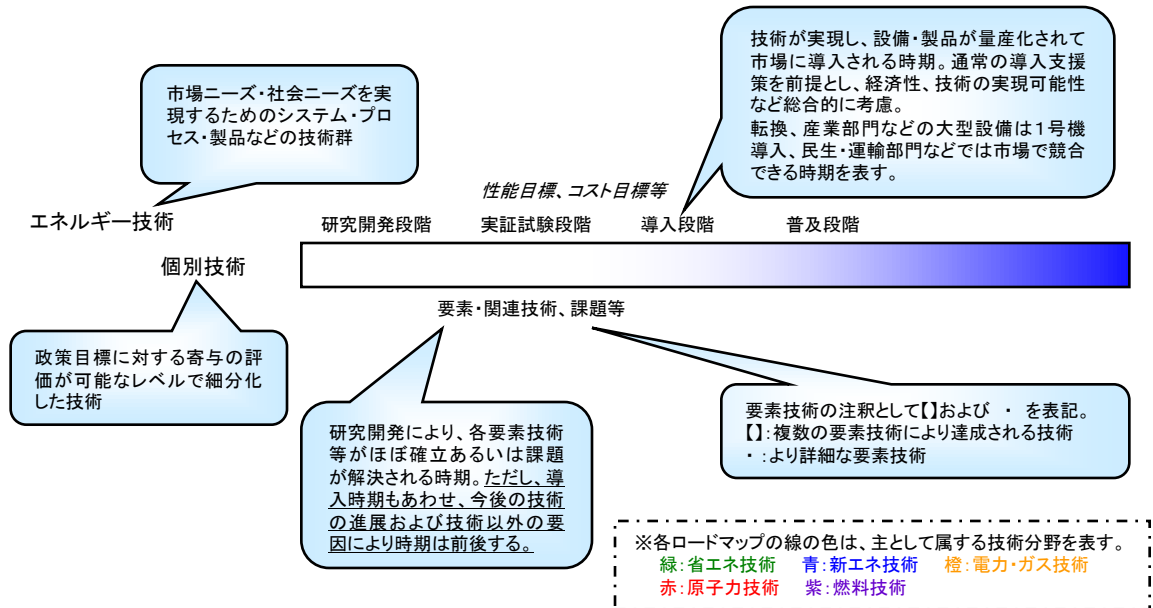 技術が実現し、設備・製品が量産化されて
市場に導入される時期。通常の導入支援
策を前提とし、経済性、技術の実現可能性
など総合的に考慮。
転換、産業部門などの大型設備は1号機
導入、民生・運輸部門などでは市場で競合
できる時期を表す。
市場ニーズ・社会ニーズを実
現するためのシステム・プロ
セス・製品などの技術群
性能目標、コスト目標等
エネルギー技術
研究開発段階 実証試験段階 導入段階 普及段階
個別技術
要素・関連技術、課題等
政策目標に対する寄与の評
価が可能なレベルで細分化
した技術
研究開発により、各要素技術
等がほぼ確立あるいは課題
が解決される時期。ただし、導
入時期もあわせ、今後の技術
の進展および技術以外の要
因により時期は前後する。
要素技術の注釈として【】および ・ を表記。
【】:複数の要素技術により達成される技術
・:より詳細な要素技術
※各ロードマップの線の色は、主として属する技術分野を表す。
緑:省エネ技術 青:新エネ技術 橙:電力・ガス技術
赤:原子力技術 紫:燃料技術